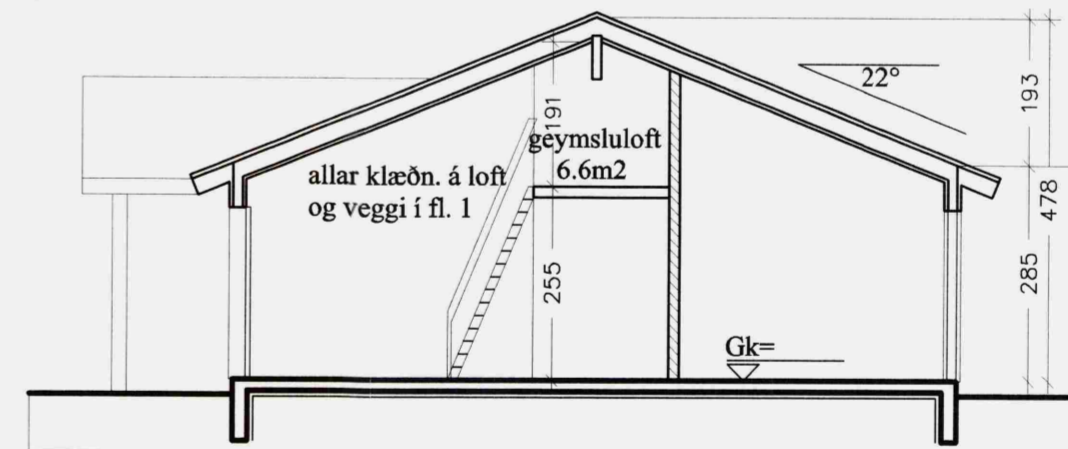 22°
193
191
geymsluloft
6.6m2
allar klæðn. á loft
og veggi í fl. 1
478
285
255
Gk=